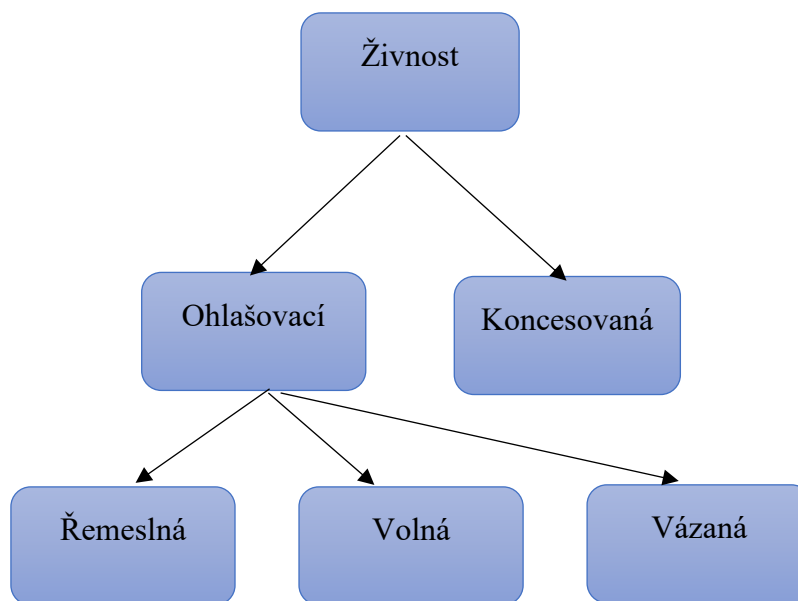 Živnost
Ohlašovací
Koncesovaná
Řemeslná
Volná
Vázaná